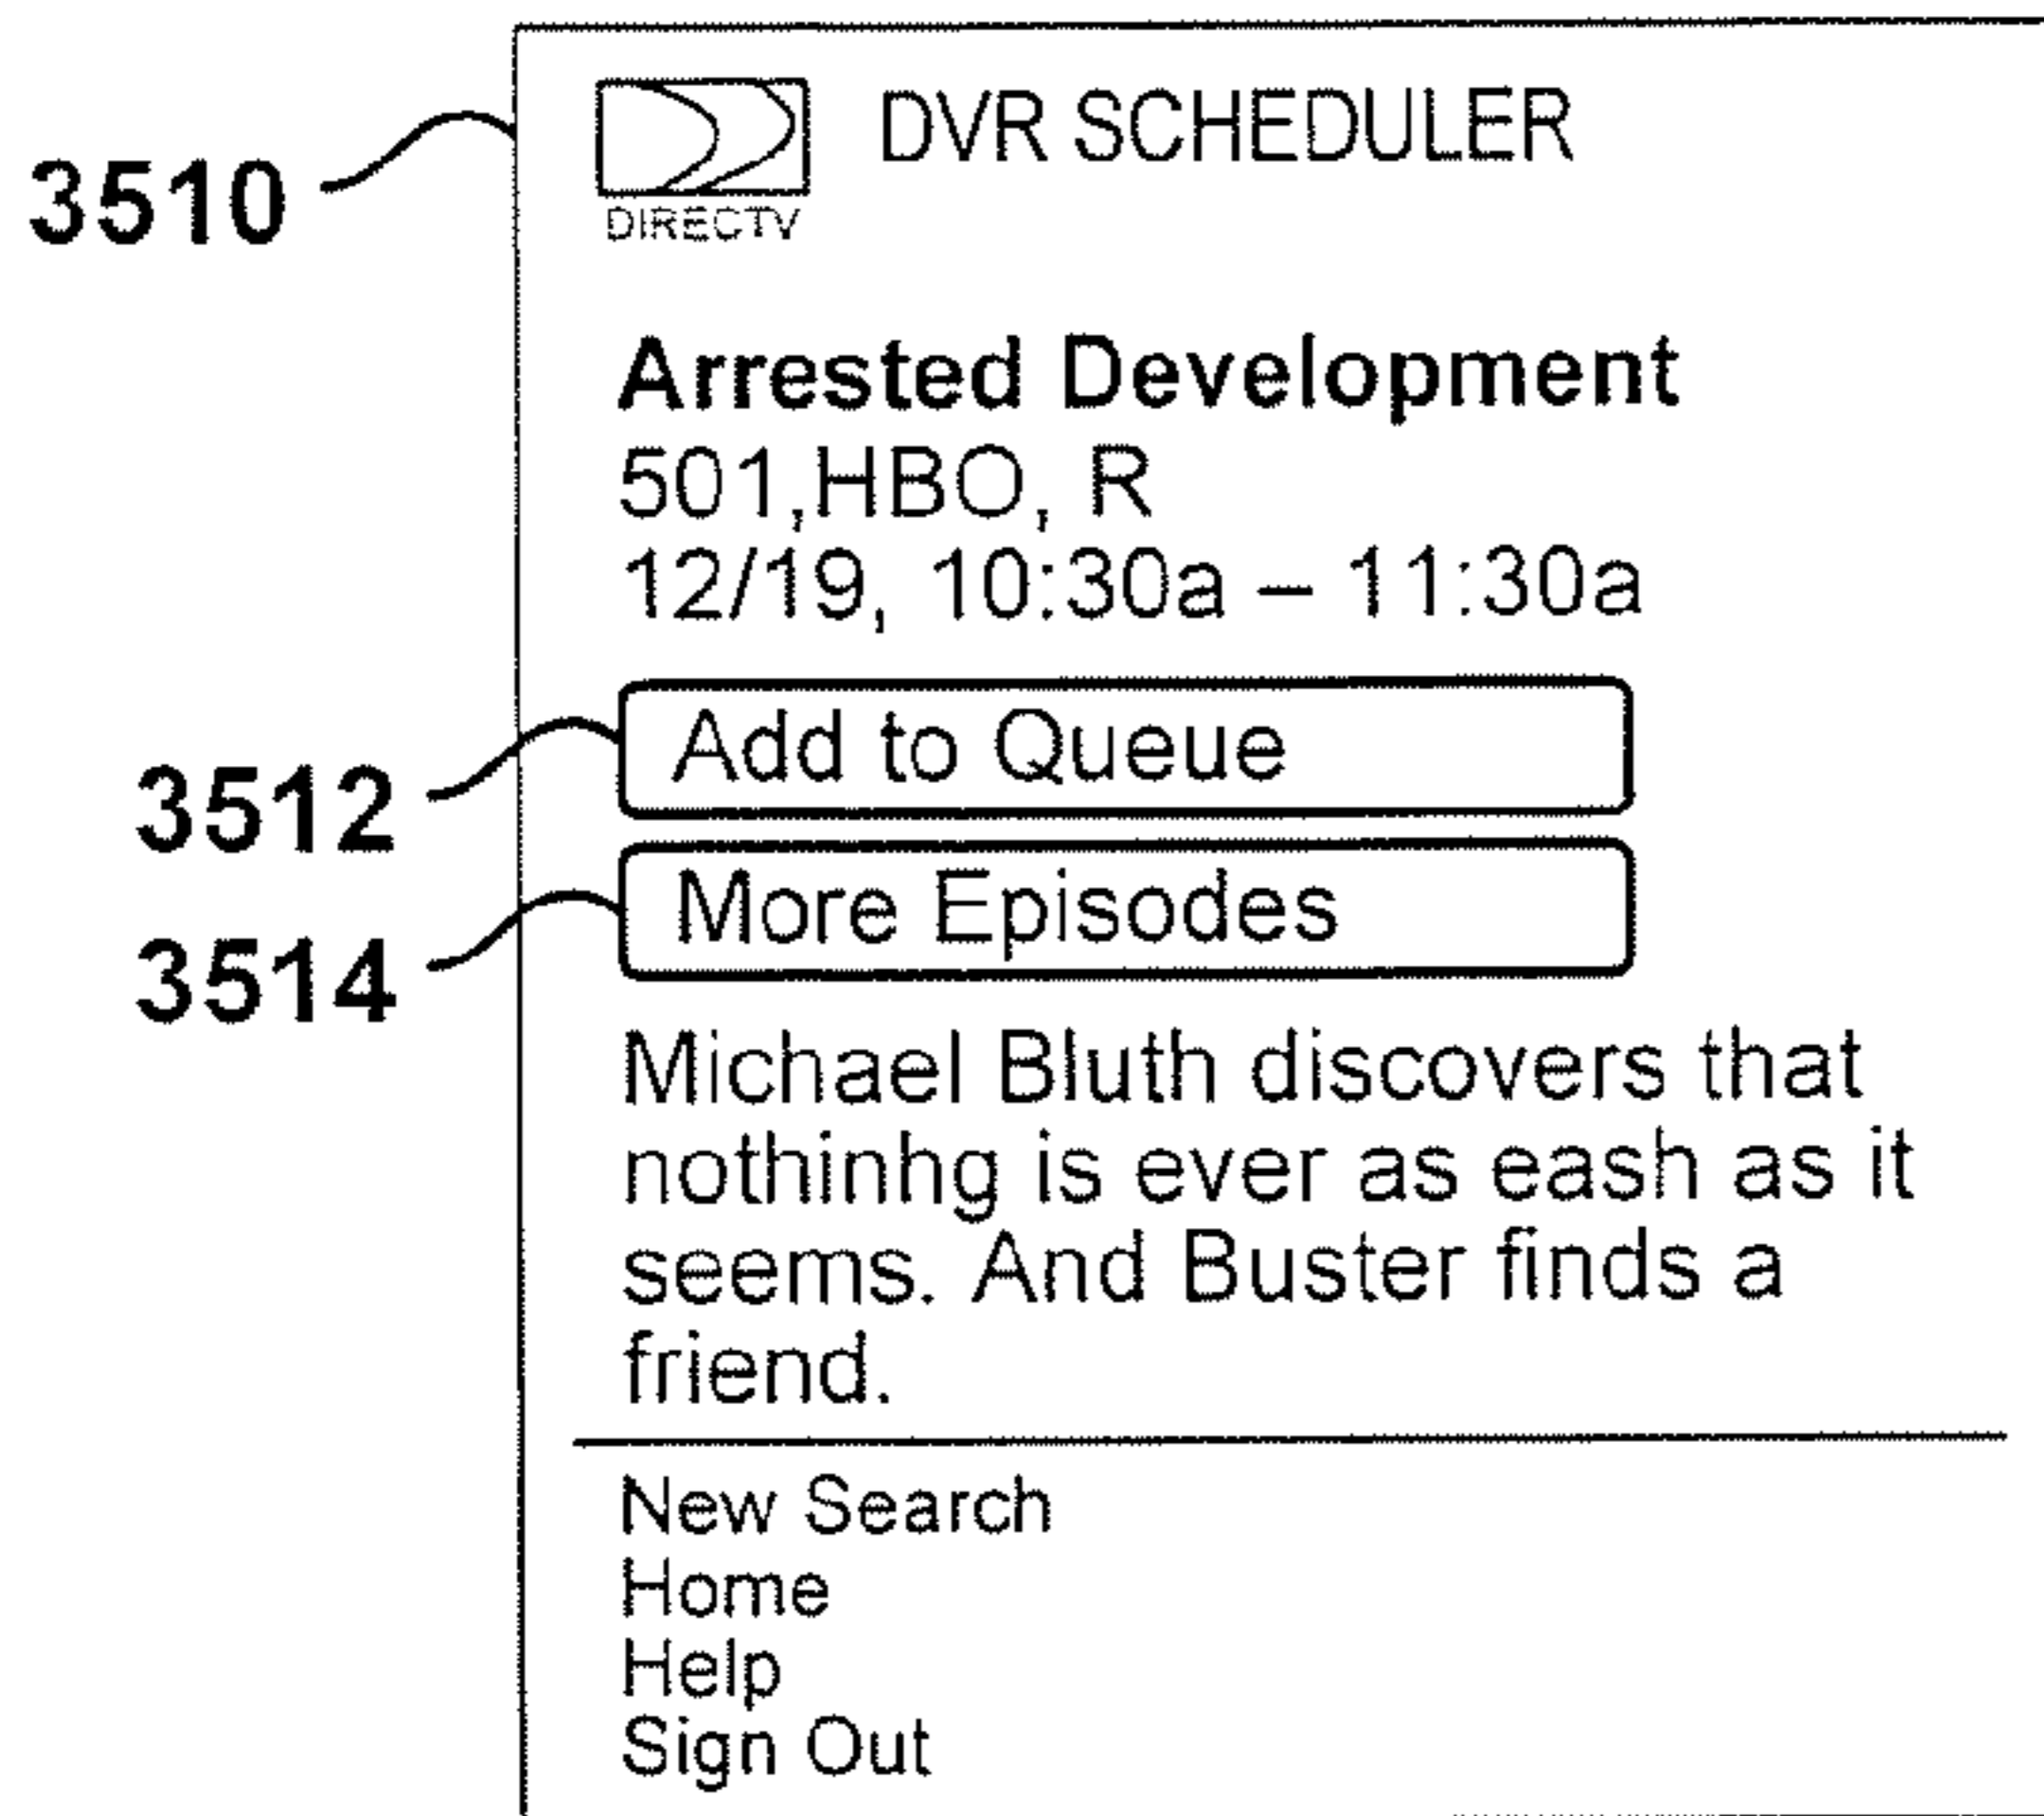 3510
DVR SCHEDULER
DIRECTV
Arrested Development
501,HBO, R
12/19, 10:30a – 11:30a
3512
Add to Queue
3514
More Episodes
Michael Bluth discovers that
nothinhg is ever as eash as it
seems. And Buster finds a
friend.
New Search
Home
Help
Sign Out